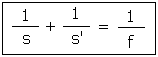 1/s + 1/s' = 1/f